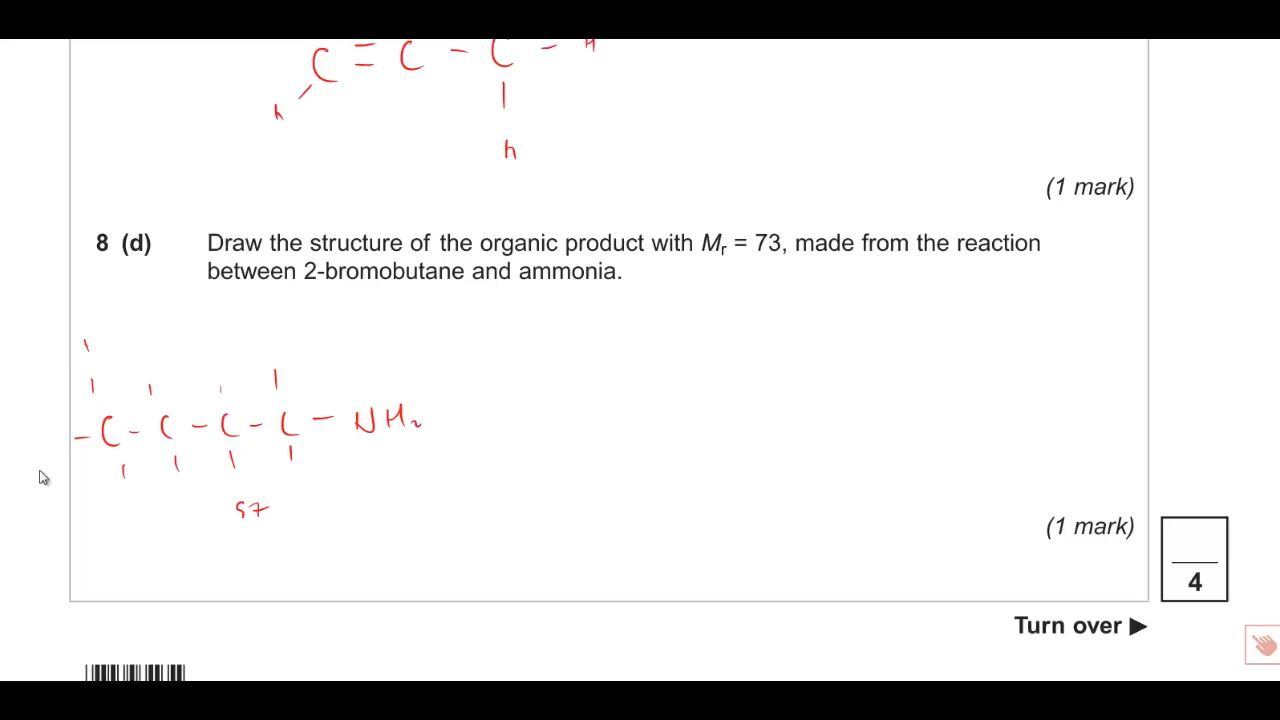 C = C - C - H
h
h
(1 mark)
8 (d) Draw the structure of the organic product with Mr = 73, made from the reaction
between 2-bromobutane and ammonia.
- C - C - C - C - NH2
57
(1 mark)
4
Turn over ▶